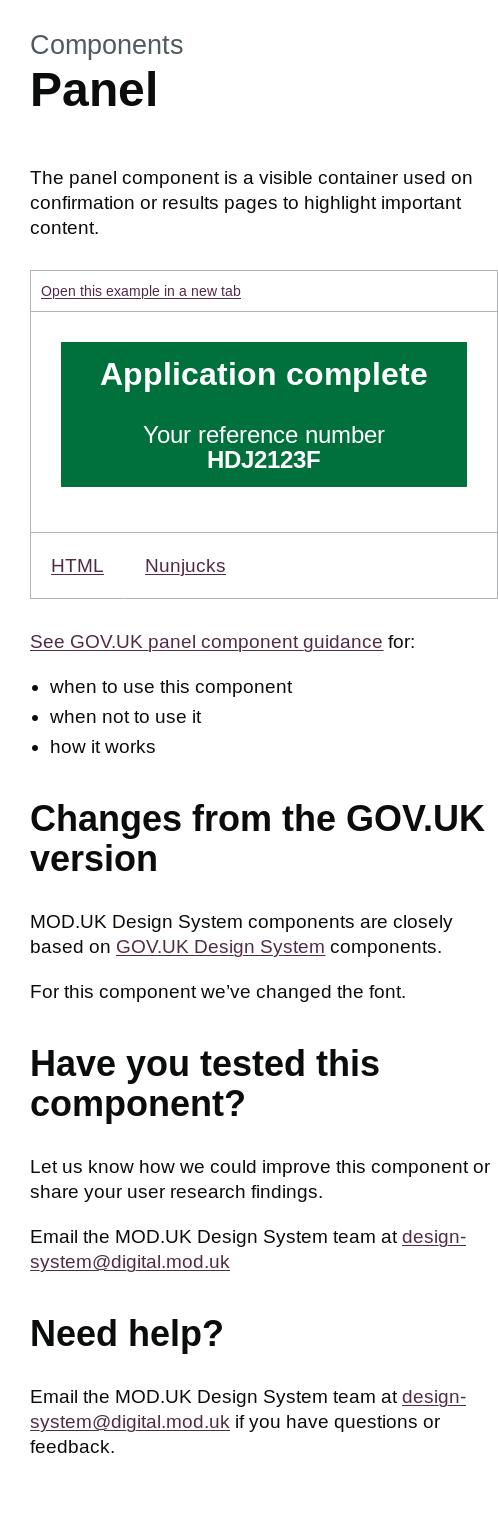 Components
Panel
The panel component is a visible container used on
confirmation or results pages to highlight important
content.
Open this example in a new tab
Application complete
Your reference number
HDJ2123F
HTML Nunjucks
See GOV.UK panel component guidance for:
• when to use this component
• when not to use it
• how it works
Changes from the GOV.UK
version
MOD.UK Design System components are closely
based on GOV.UK Design System components.
For this component we’ve changed the font.
Have you tested this
component?
Let us know how we could improve this component or
share your user research findings.
Email the MOD.UK Design System team at design-
system@digital.mod.uk
Need help?
Email the MOD.UK Design System team at design-
system@digital.mod.uk if you have questions or
feedback.